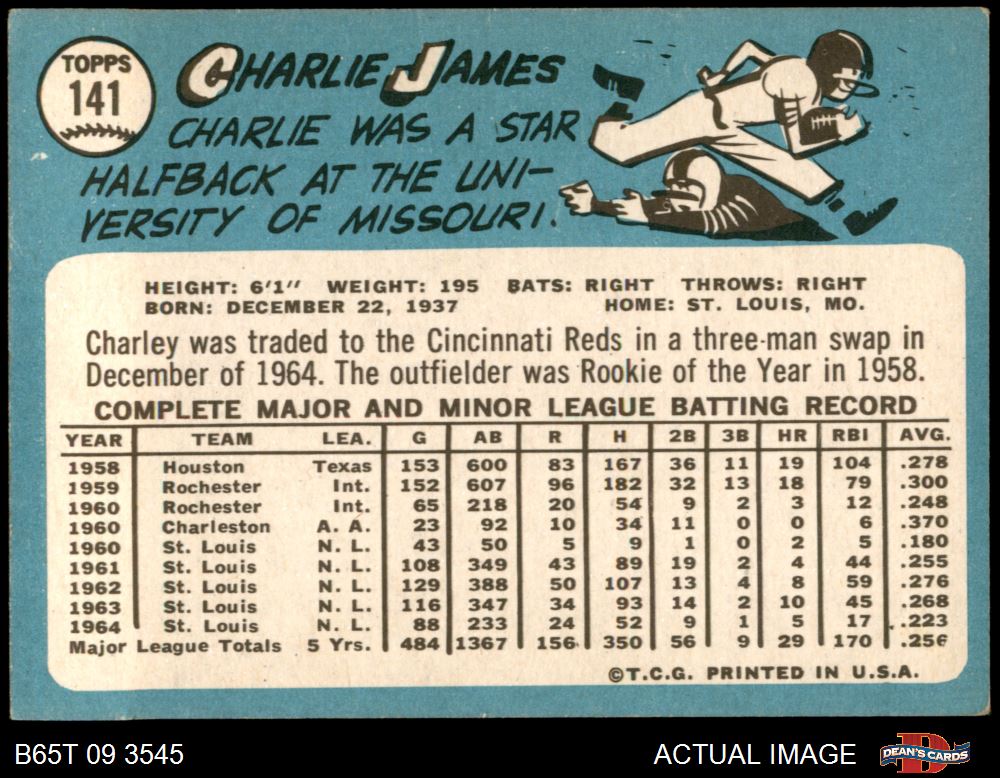 TOPPS
141
CHARLIE JAMES
CHARLIE WAS A STAR
HALFBACK AT THE UNI-
VERSITY OF MISSOURI.
HEIGHT: 6'1" WEIGHT: 195 BATS: RIGHT THROWS: RIGHT
BORN: DECEMBER 22, 1937 HOME: ST. LOUIS, MO.
Charley was traded to the Cincinnati Reds in a three-man swap in
December of 1964. The outfielder was Rookie of the Year in 1958.
COMPLETE MAJOR AND MINOR LEAGUE BATTING RECORD
YEAR TEAM LEA. G AB R H 2B 3B HR RBI AVG.
1958 Houston Texas 153 600 83 167 36 11 19 104 .278
1959 Rochester Int. 152 607 96 182 32 13 18 79 .300
1960 Rochester Int. 65 218 20 54 9 2 3 12 .248
1960 Charleston A. A. 23 92 10 34 11 0 0 6 .370
1960 St. Louis N. L. 43 50 5 9 1 0 2 5 .180
1961 St. Louis N. L. 108 349 43 89 19 2 4 44 .255
1962 St. Louis N. L. 129 388 50 107 13 4 8 59 .276
1963 St. Louis N. L. 116 347 34 93 14 2 10 45 .268
1964 St. Louis N. L. 88 233 24 52 9 1 5 17 .223
Major League Totals 5 Yrs. 484 1367 156 350 56 9 29 170 .256
©T.C.G. PRINTED IN U.S.A.
B65T 09 3545 ACTUAL IMAGE DEAN'S CARDS